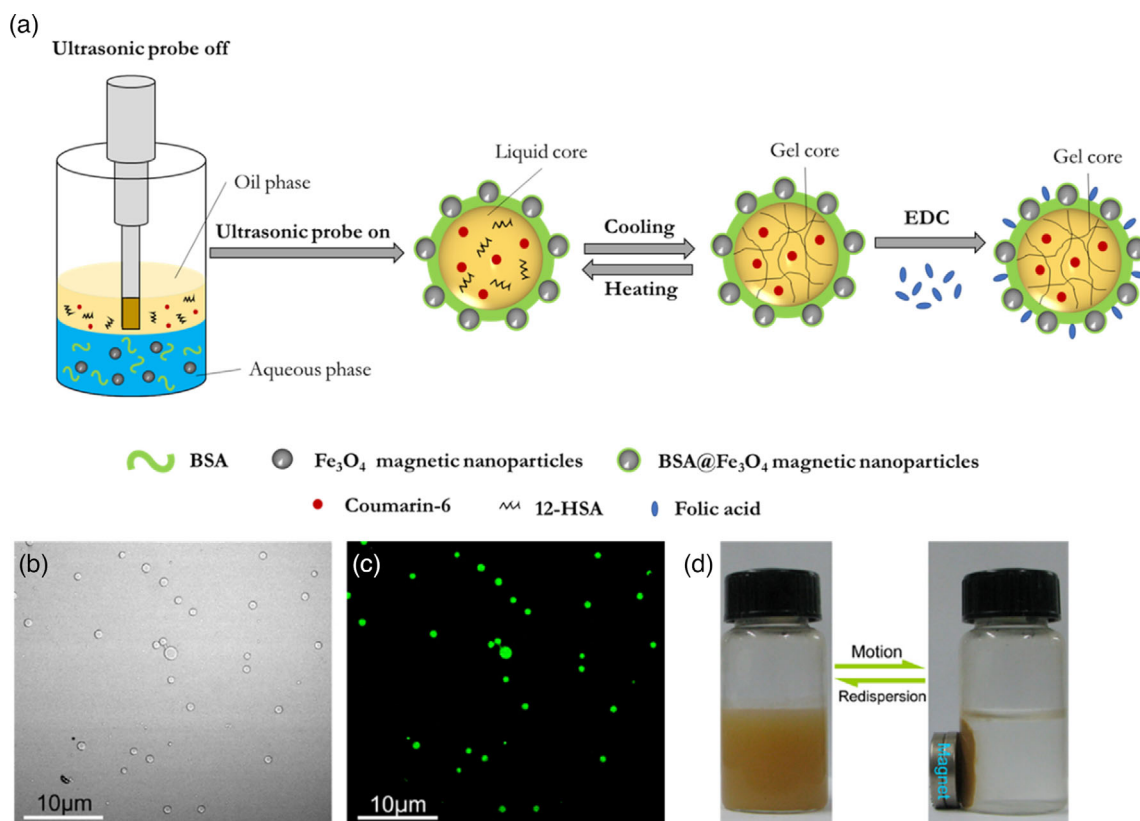 (a)
Ultrasonic probe off
Oil phase
Ultrasonic probe on
Aqueous phase
Liquid core
Cooling
Heating
Gel core
EDC
Gel core
BSA
Fe₃O₄ magnetic nanoparticles
BSA@Fe₃O₄ magnetic nanoparticles
Coumarin-6
12-HSA
Folic acid
(b)
10μm
(c)
10μm
(d)
Motion
Redispersion
Magnet